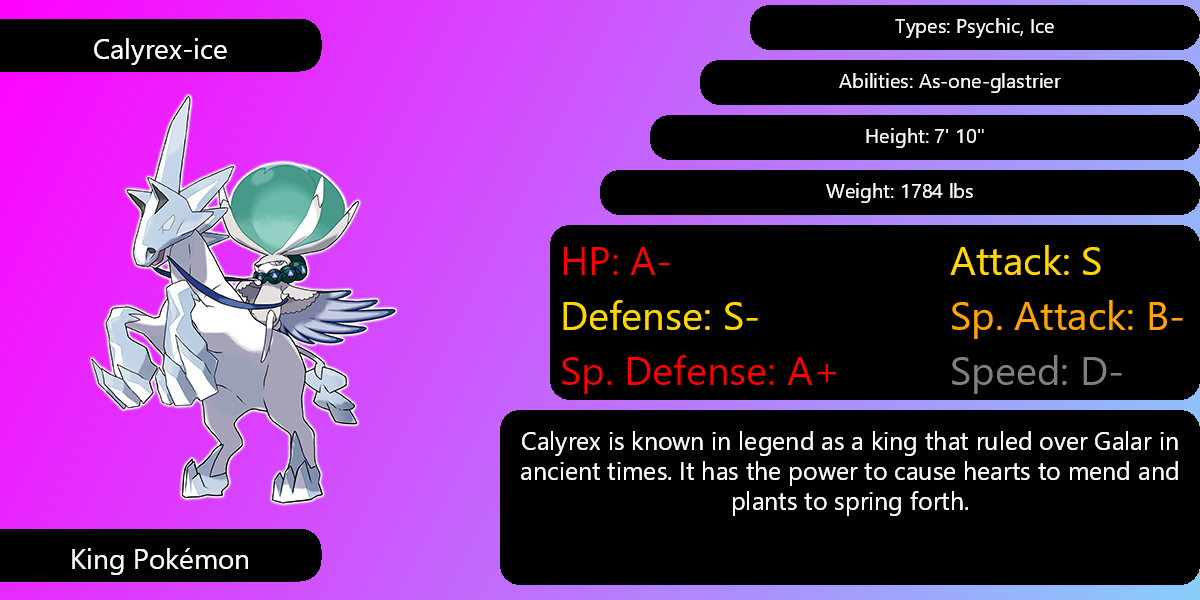 Calyrex-ice
King Pokémon
Types: Psychic, Ice
Abilities: As-one-glastrier
Height: 7' 10"
Weight: 1784 lbs
HP: A-
Attack: S
Defense: S-
Sp. Attack: B-
Sp. Defense: A+
Speed: D-
Calyrex is known in legend as a king that ruled over Galar in
ancient times. It has the power to cause hearts to mend and
plants to spring forth.